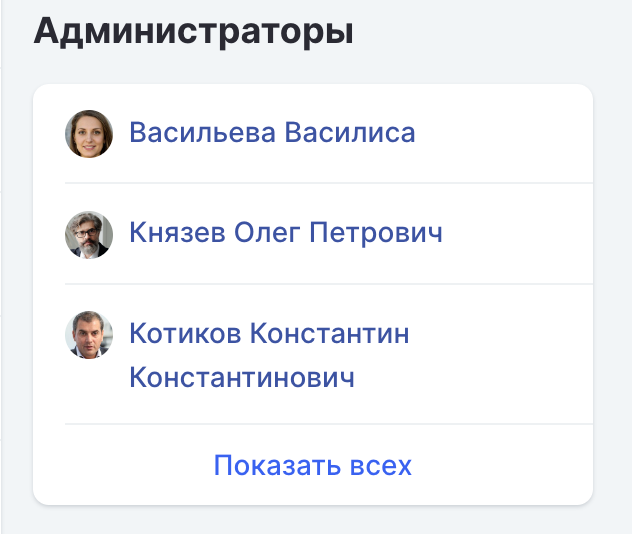 Администраторы
Васильева Василиса
Князев Олег Петрович
Котиков Константин
Константинович
Показать всех